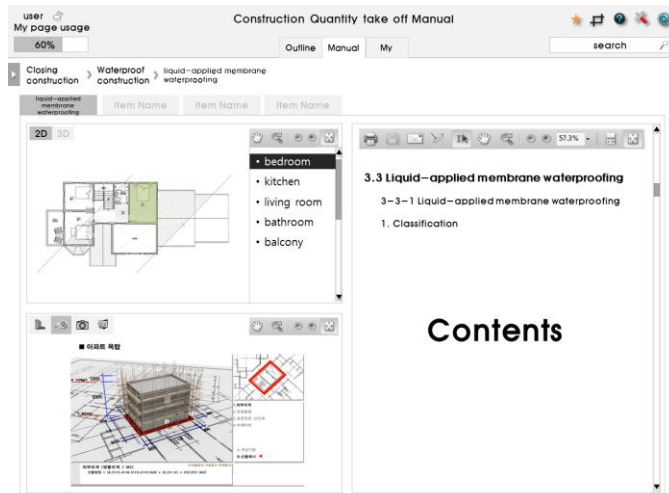 user
My page usage
60%
Construction Quantity take off Manual
Outline
Manual
My
search
Closing construction
Waterproof construction
liquid-applied membrane waterproofing
liquid-applied membrane waterproofing
Item Name
Item Name
Item Name
2D
3D
• bedroom
• kitchen
• living room
• bathroom
• balcony
57.3%
3.3 Liquid-applied membrane waterproofing
3-3-1 Liquid-applied membrane waterproofing
1. Classification
Contents
■ 아파트 옥탑